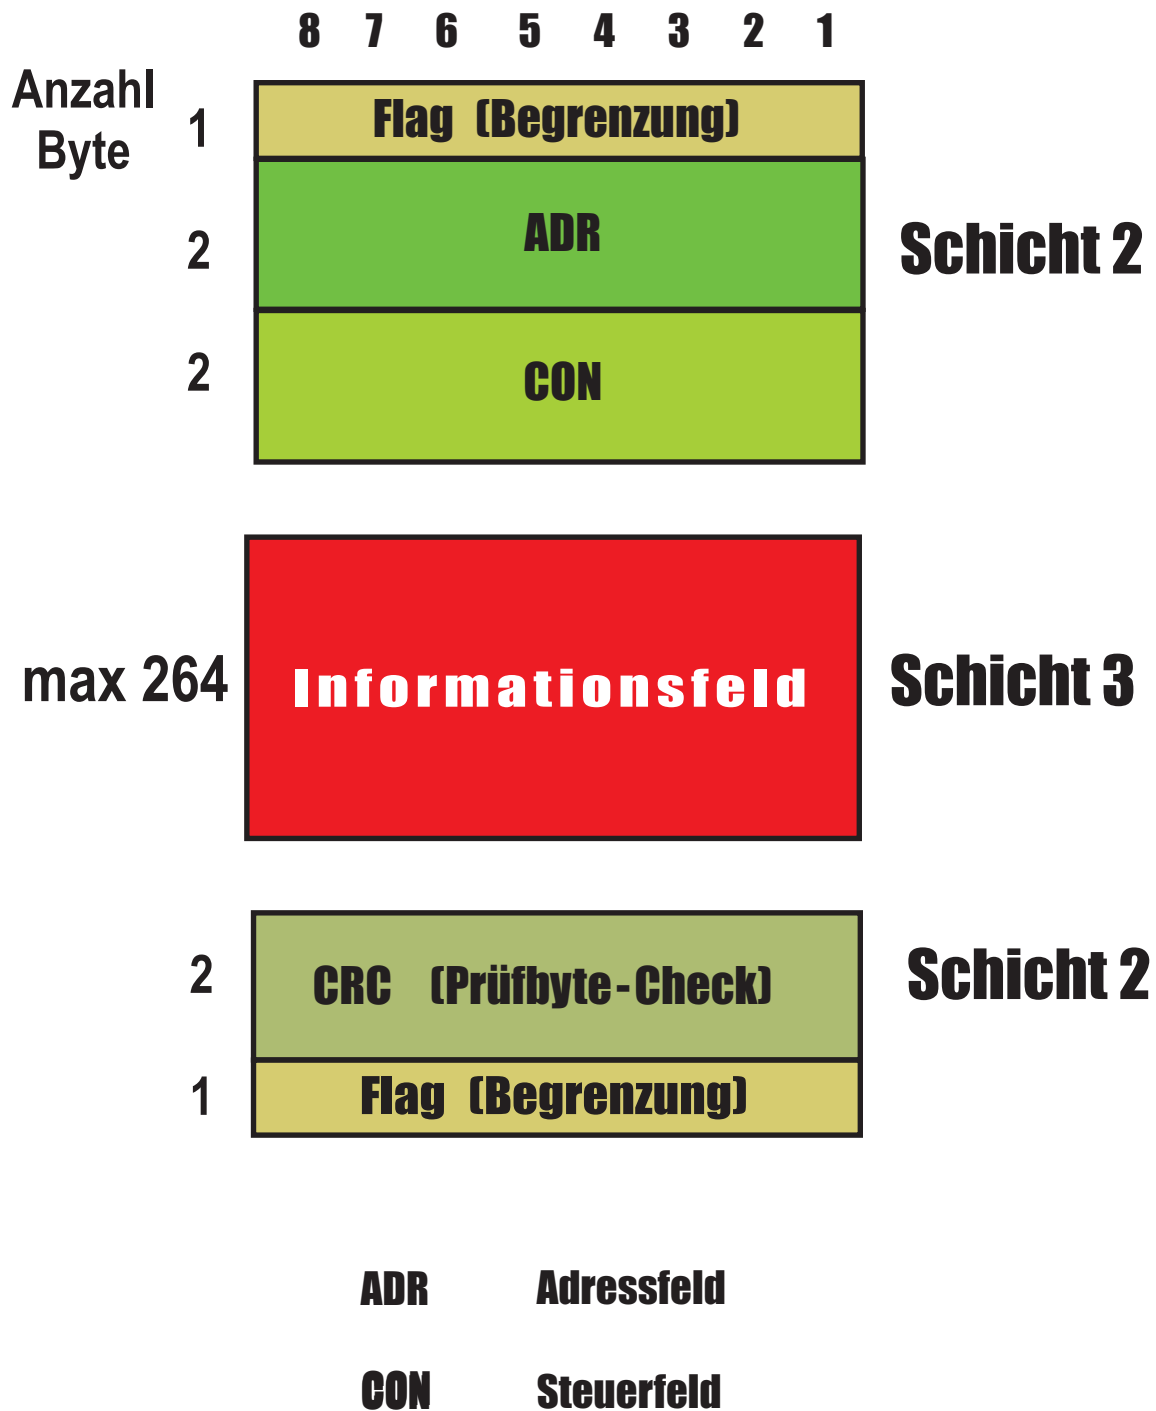 8 7 6 5 4 3 2 1
Anzahl
Byte
1
Flag (Begrenzung)
2
ADR
Schicht 2
2
CON
max 264
Informationsfeld
Schicht 3
2
CRC (Prüfbyte-Check)
Schicht 2
1
Flag (Begrenzung)
ADR Adressfeld
CON Steuerfeld